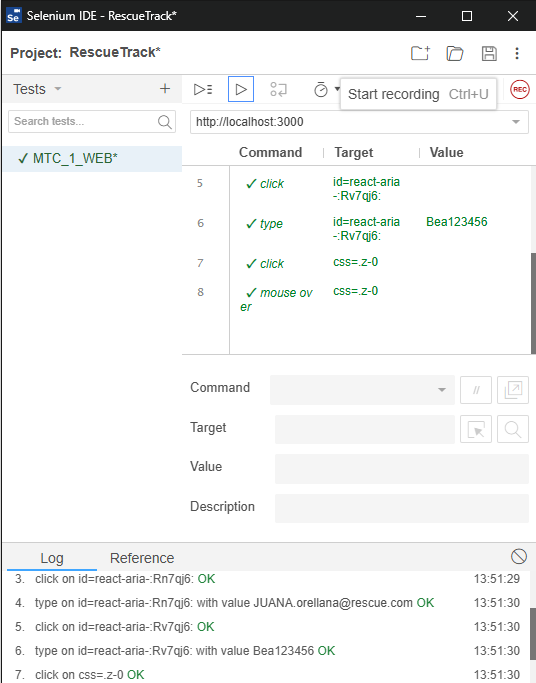 Selenium IDE - RescueTrack*
Project: RescueTrack*
Tests
Start recording Ctrl+U
REC
Search tests...
http://localhost:3000
✓ MTC_1_WEB*
Command Target Value
5 ✓ click id=react-aria
-:Rv7qj6:
6 ✓ type id=react-aria Bea123456
-:Rv7qj6:
7 ✓ click css=.z-0
8 ✓ mouse ov css=.z-0
er
Command
//
Target
Value
Description
Log Reference
3. click on id=react-aria-:Rn7qj6: OK 13:51:29
4. type on id=react-aria-:Rn7qj6: with value JUANA.orellana@rescue.com OK 13:51:30
5. click on id=react-aria-:Rv7qj6: OK 13:51:30
6. type on id=react-aria-:Rv7qj6: with value Bea123456 OK 13:51:30
7. click on css=.z-0 OK 13:51:30